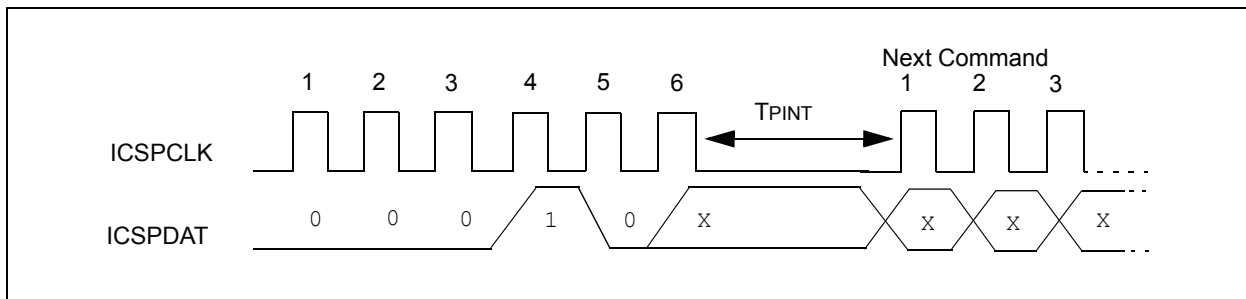 Next Command
1 2 3 4 5 6 1 2 3
TPINT
ICSPCLK
0 0 0 1 0 X X X X
ICSPDAT